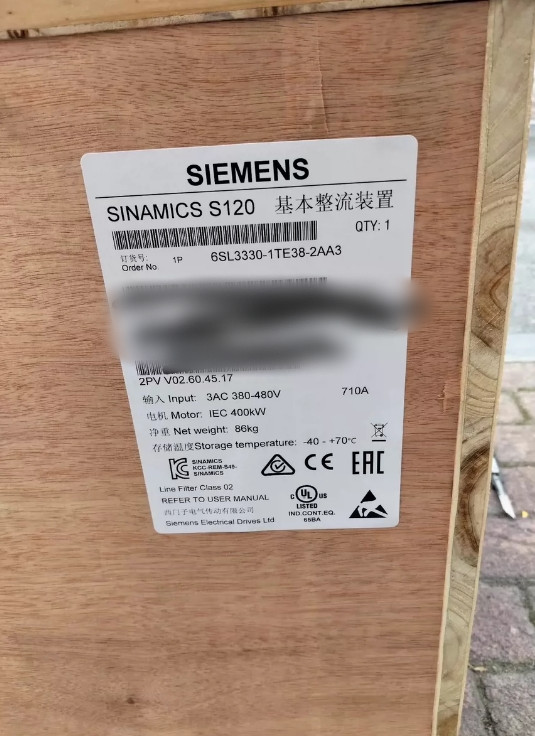 SIEMENS
SINAMICS S120 基本整流装置
QTY: 1
订货号: 1P 6SL3330-1TE38-2AA3
Order No.
2PV V02.60.45.17
输入 Input: 3AC 380-480V 710A
电机 Motor: IEC 400kW
净重 Net weight: 86kg
存储温度Storage temperature: -40 - +70°C
SINAMICS
KCC-REM-S49-
SINAMICS
CE
EAC
Line Filter Class 02
REFER TO USER MANUAL
西门子电气传动有限公司
Siemens Electrical Drives Ltd
c UL us
LISTED
IND.CONT.EQ.
65BA